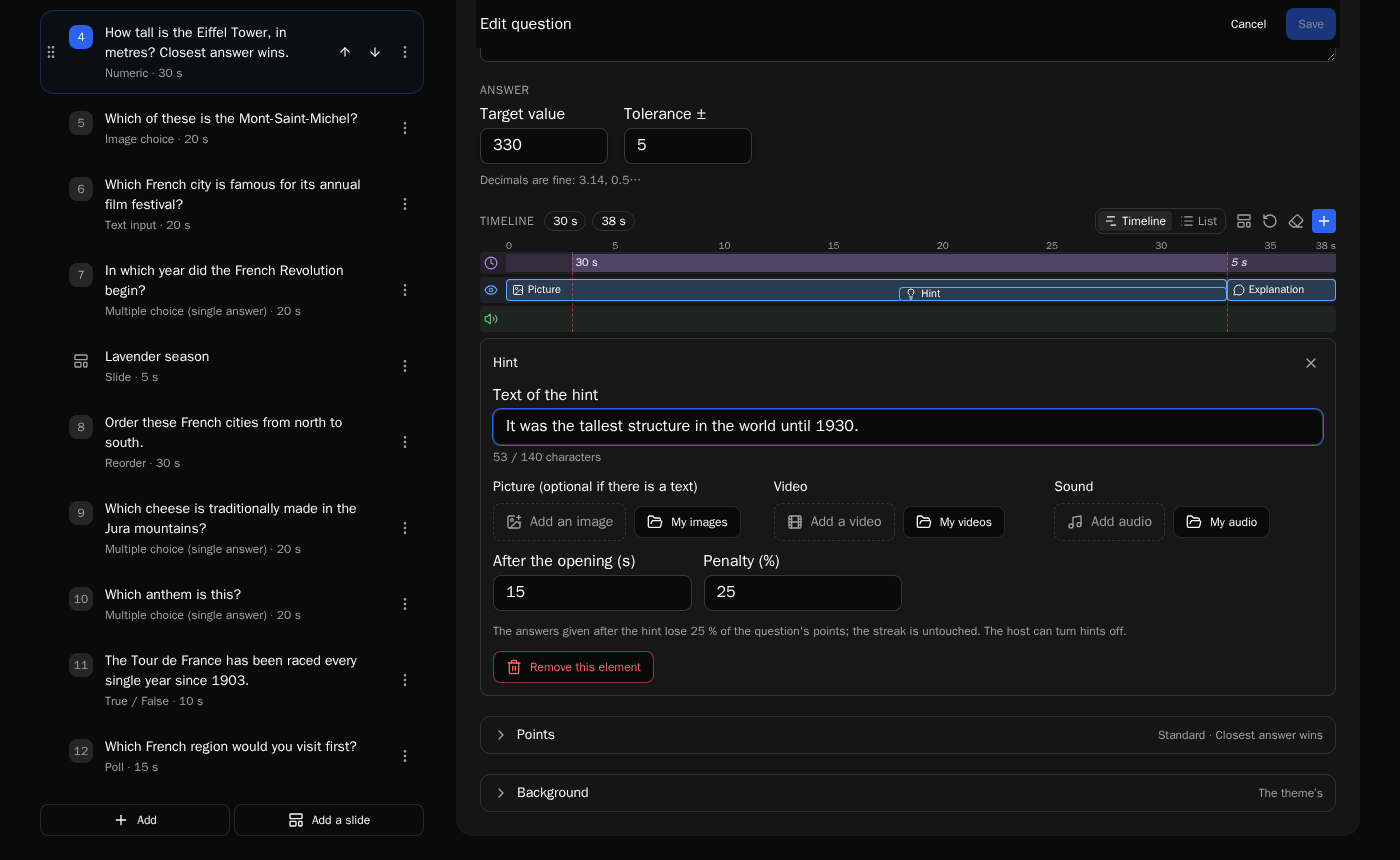 4
How tall is the Eiffel Tower, in
metres? Closest answer wins.
Numeric · 30 s
5
Which of these is the Mont-Saint-Michel?
Image choice · 20 s
6
Which French city is famous for its annual
film festival?
Text input · 20 s
7
In which year did the French Revolution
begin?
Multiple choice (single answer) · 20 s
Lavender season
Slide · 5 s
8
Order these French cities from north to
south.
Reorder · 30 s
9
Which cheese is traditionally made in the
Jura mountains?
Multiple choice (single answer) · 20 s
10
Which anthem is this?
Multiple choice (single answer) · 20 s
11
The Tour de France has been raced every
single year since 1903.
True / False · 10 s
12
Which French region would you visit first?
Poll · 15 s
Add
Add a slide
Edit question
Cancel
Save
ANSWER
Target value
Tolerance ±
330
5
Decimals are fine: 3.14, 0.5···
TIMELINE
30 s
38 s
Timeline
List
0 5 10 15 20 25 30 35 38 s
30 s
5 s
Picture
Hint
Explanation
Hint
Text of the hint
It was the tallest structure in the world until 1930.
53 / 140 characters
Picture (optional if there is a text)
Video
Sound
Add an image
My images
Add a video
My videos
Add audio
My audio
After the opening (s)
Penalty (%)
15
25
The answers given after the hint lose 25 % of the question's points; the streak is untouched. The host can turn hints off.
Remove this element
Points
Standard · Closest answer wins
Background
The theme's